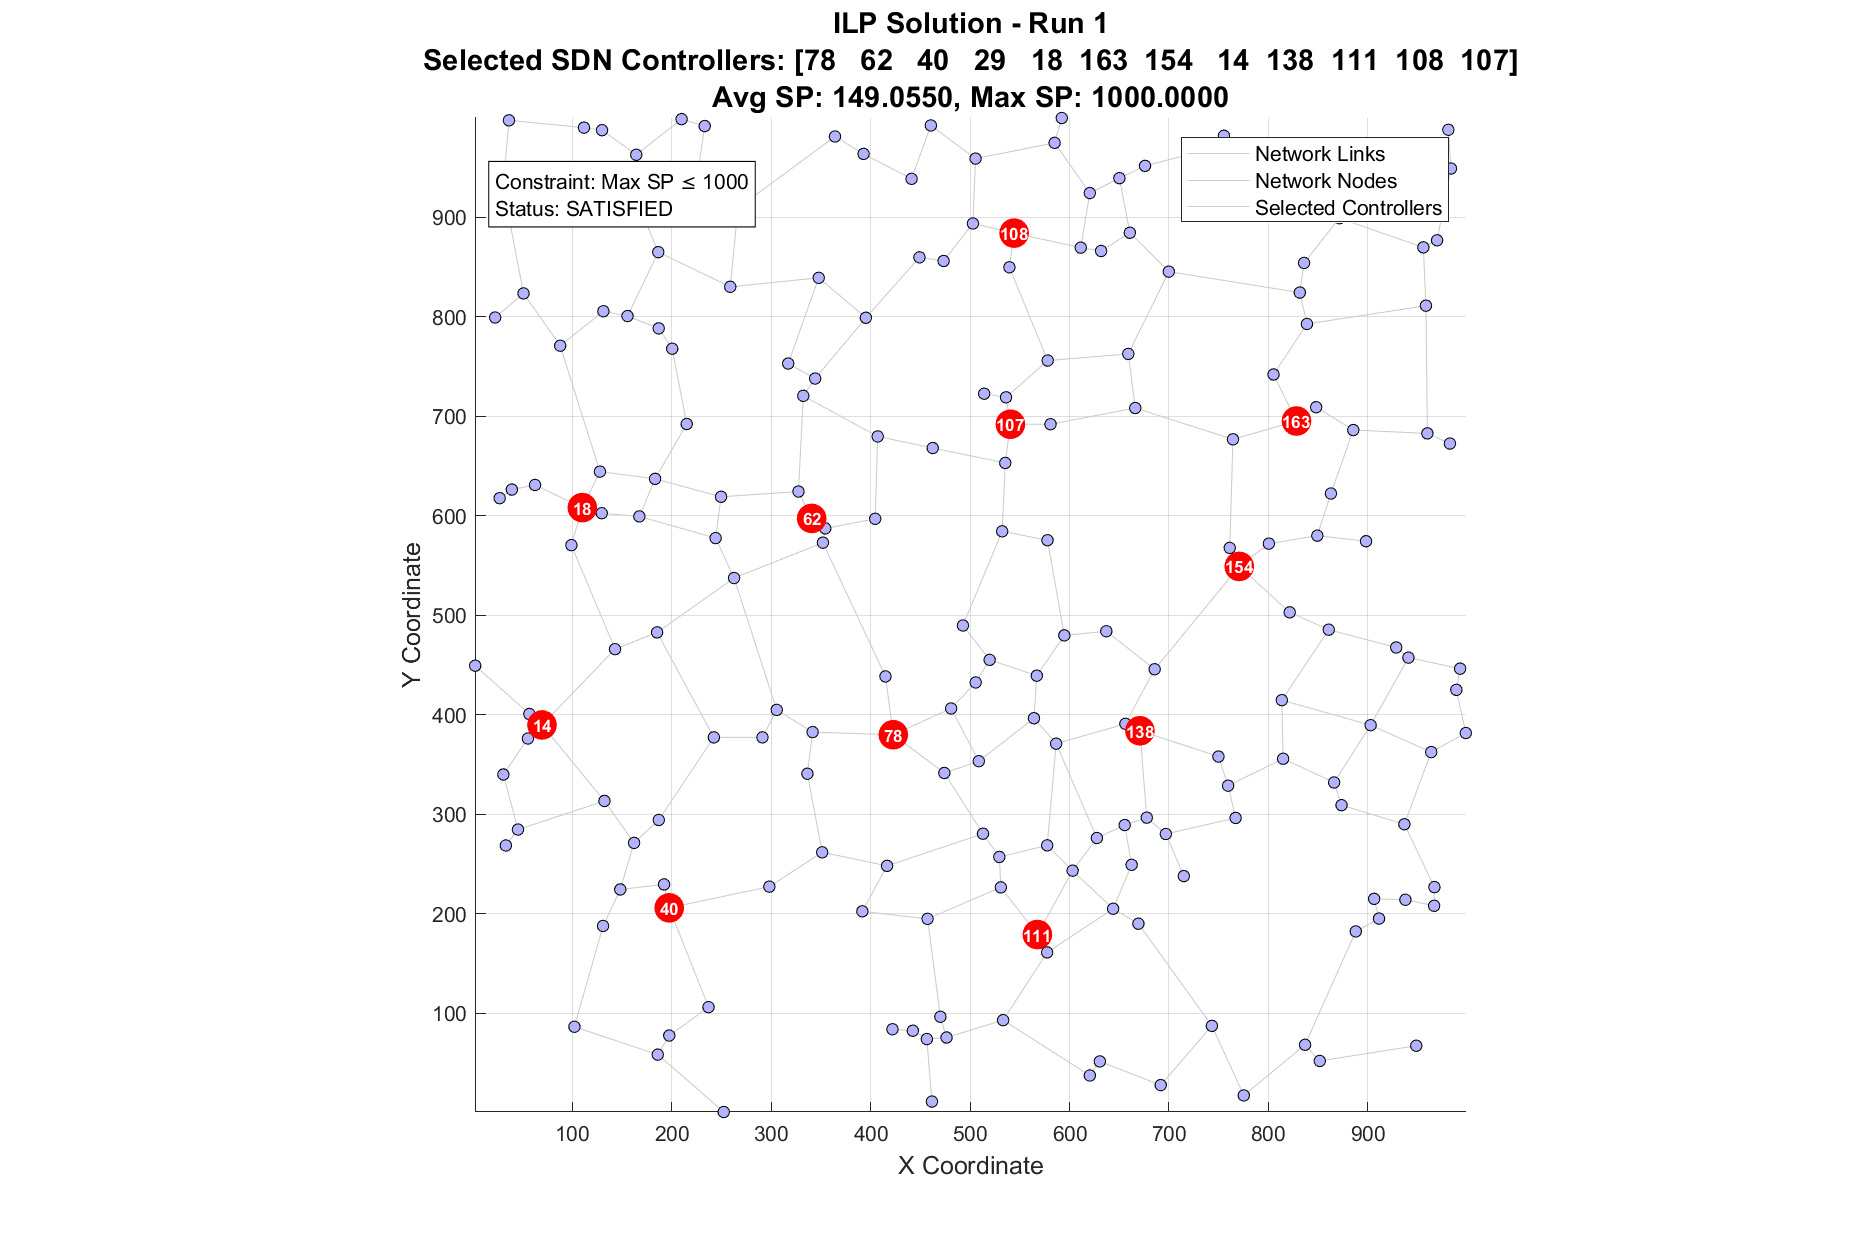 ILP Solution - Run 1
Selected SDN Controllers: [78 62 40 29 18 163 154 14 138 111 108 107]
Avg SP: 149.0550, Max SP: 1000.0000
Constraint: Max SP ≤ 1000
Status: SATISFIED
Network Links
Network Nodes
Selected Controllers
900
800
700
600
500
400
300
200
100
Y Coordinate
108
107
163
18
62
154
14
78
138
40
111
100 200 300 400 500 600 700 800 900
X Coordinate